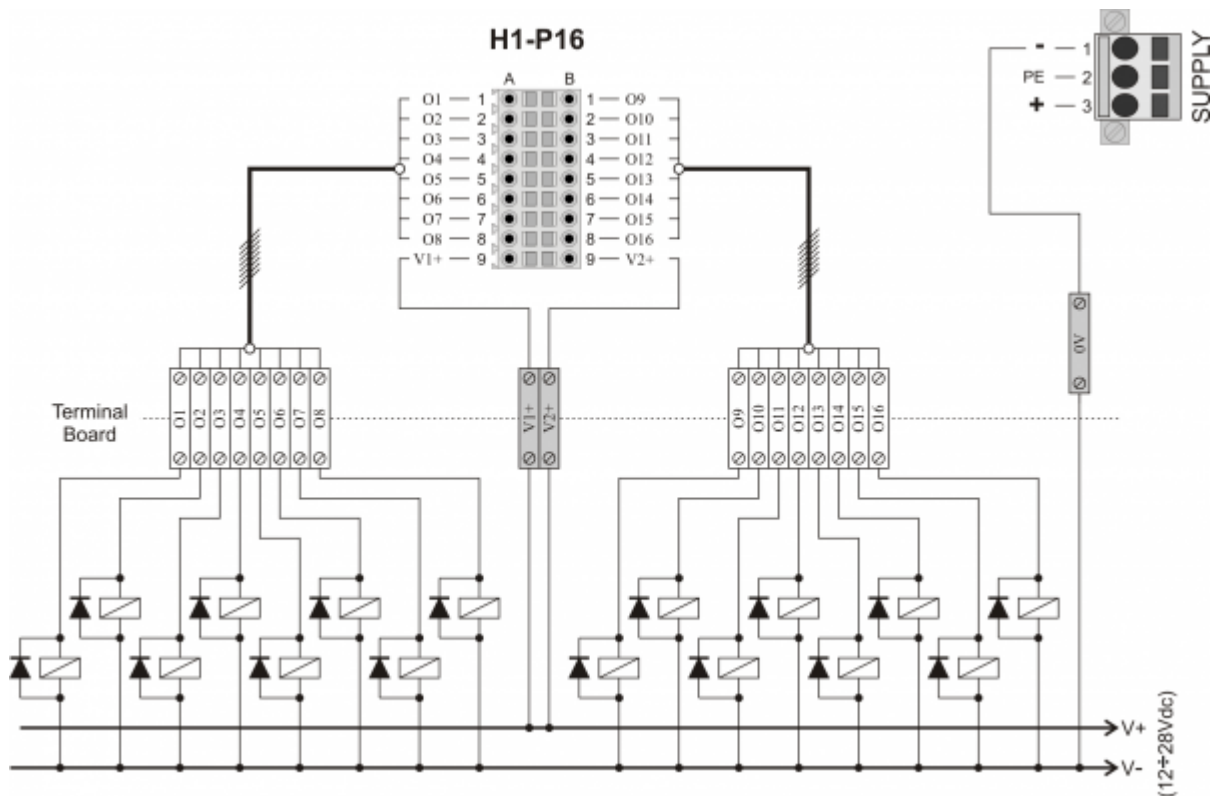 H1-P16
A B
- 1
PE 2
+ 3
SUPPLY
O1 1 1 O9
O2 2 2 O10
O3 3 3 O11
O4 4 4 O12
O5 5 5 O13
O6 6 6 O14
O7 7 7 O15
O8 8 8 O16
V1+ 9 9 V2+
0V
Terminal
Board
O1 O2 O3 O4 O5 O6 O7 O8 V1+ V2+ O9 O10 O11 O12 O13 O14 O15 O16
V+
V-
(12÷28Vdc)